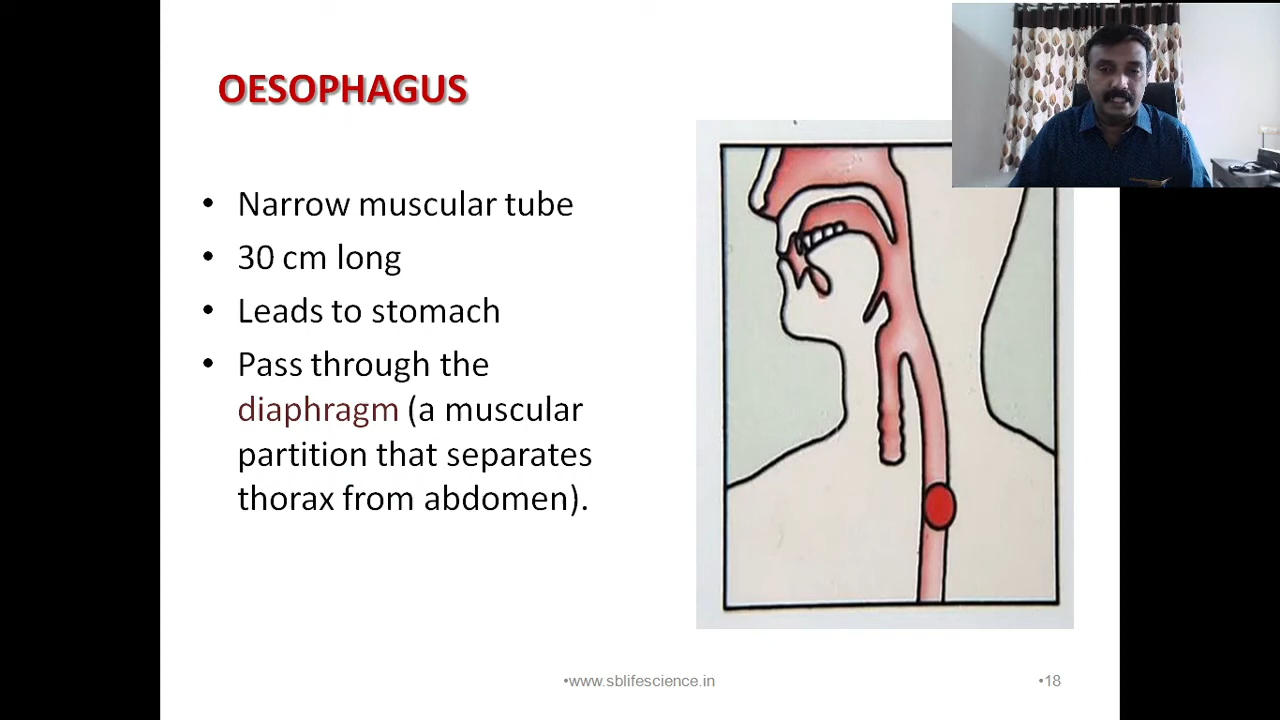 OESOPHAGUS
• Narrow muscular tube
• 30 cm long
• Leads to stomach
• Pass through the
diaphragm (a muscular
partition that separates
thorax from abdomen).
•www.sblifescience.in
•18